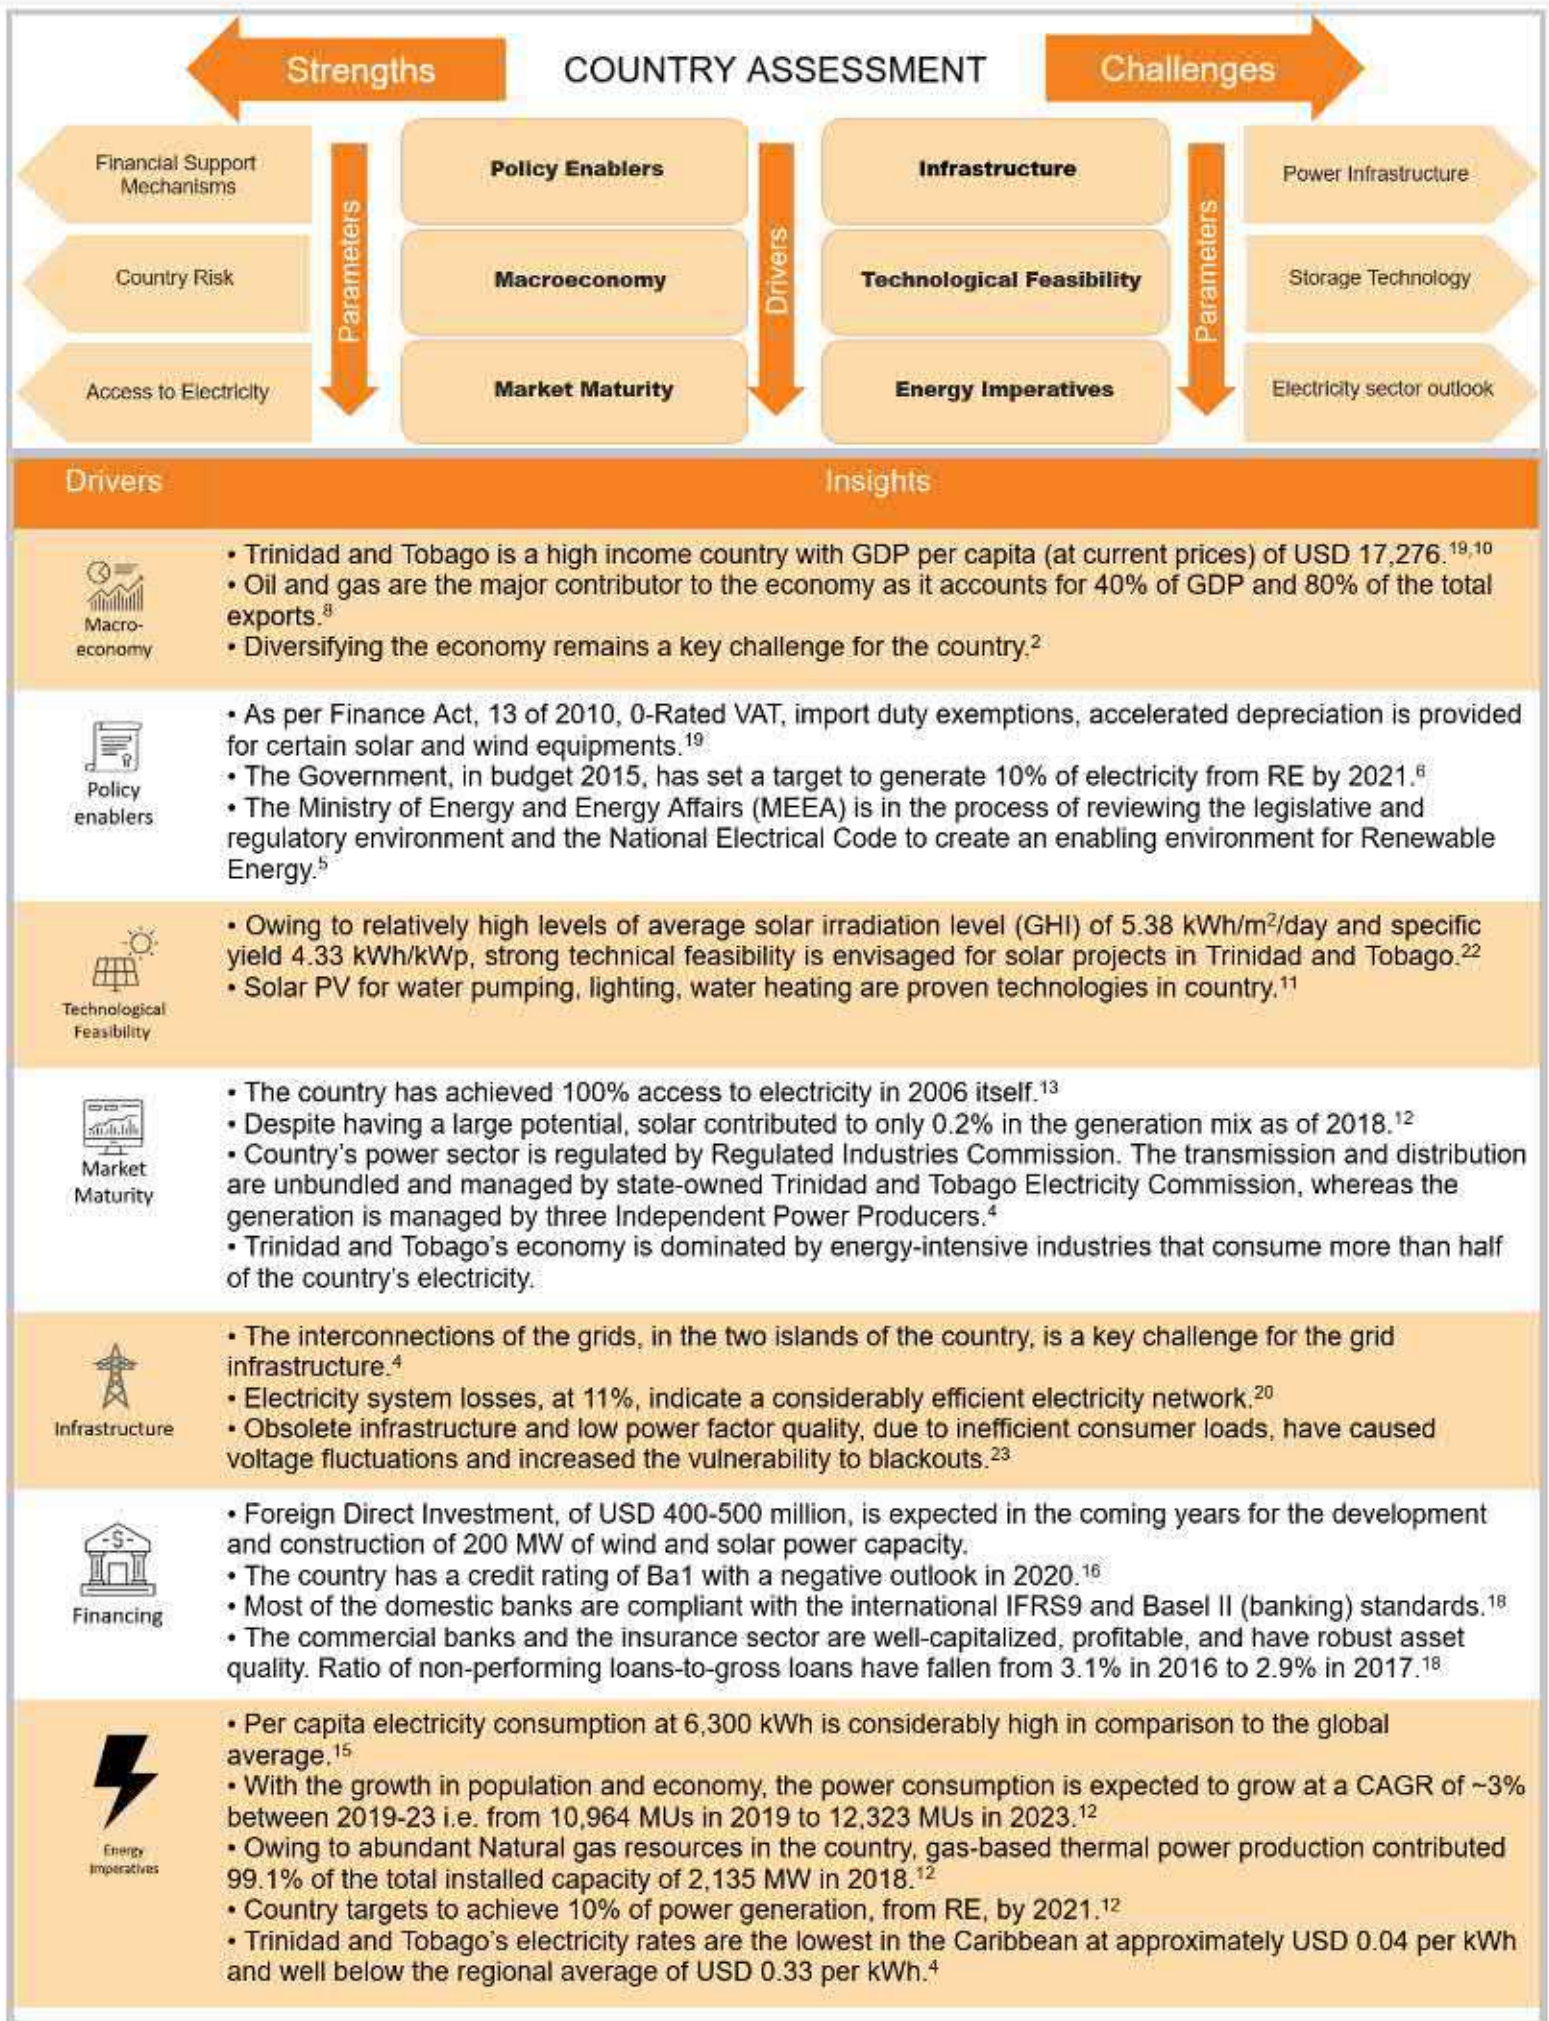 Strengths
COUNTRY ASSESSMENT
Challenges
Financial Support
Mechanisms
Country Risk
Access to Electricity
Parameters
Policy Enablers
Macroeconomy
Market Maturity
Drivers
Infrastructure
Technological Feasibility
Energy Imperatives
Parameters
Power Infrastructure
Storage Technology
Electricity sector outlook
Drivers
Insights
Macro-
economy
• Trinidad and Tobago is a high income country with GDP per capita (at current prices) of USD 17,276.19,10
• Oil and gas are the major contributor to the economy as it accounts for 40% of GDP and 80% of the total
exports.8
• Diversifying the economy remains a key challenge for the country.2
Policy
enablers
• As per Finance Act, 13 of 2010, 0-Rated VAT, import duty exemptions, accelerated depreciation is provided
for certain solar and wind equipments.19
• The Government, in budget 2015, has set a target to generate 10% of electricity from RE by 2021.6
• The Ministry of Energy and Energy Affairs (MEEA) is in the process of reviewing the legislative and
regulatory environment and the National Electrical Code to create an enabling environment for Renewable
Energy.5
Technological
Feasibility
• Owing to relatively high levels of average solar irradiation level (GHI) of 5.38 kWh/m2/day and specific
yield 4.33 kWh/kWp, strong technical feasibility is envisaged for solar projects in Trinidad and Tobago.22
• Solar PV for water pumping, lighting, water heating are proven technologies in country.11
Market
Maturity
• The country has achieved 100% access to electricity in 2006 itself.13
• Despite having a large potential, solar contributed to only 0.2% in the generation mix as of 2018.12
• Country's power sector is regulated by Regulated Industries Commission. The transmission and distribution
are unbundled and managed by state-owned Trinidad and Tobago Electricity Commission, whereas the
generation is managed by three Independent Power Producers.4
• Trinidad and Tobago's economy is dominated by energy-intensive industries that consume more than half
of the country's electricity.
Infrastructure
• The interconnections of the grids, in the two islands of the country, is a key challenge for the grid
infrastructure.4
• Electricity system losses, at 11%, indicate a considerably efficient electricity network.20
• Obsolete infrastructure and low power factor quality, due to inefficient consumer loads, have caused
voltage fluctuations and increased the vulnerability to blackouts.23
-$-
Financing
• Foreign Direct Investment, of USD 400-500 million, is expected in the coming years for the development
and construction of 200 MW of wind and solar power capacity.
• The country has a credit rating of Ba1 with a negative outlook in 2020.16
• Most of the domestic banks are compliant with the international IFRS9 and Basel II (banking) standards.18
• The commercial banks and the insurance sector are well-capitalized, profitable, and have robust asset
quality. Ratio of non-performing loans-to-gross loans have fallen from 3.1% in 2016 to 2.9% in 2017.18
Energy
Imperatives
• Per capita electricity consumption at 6,300 kWh is considerably high in comparison to the global
average.15
• With the growth in population and economy, the power consumption is expected to grow at a CAGR of ~3%
between 2019-23 i.e. from 10,964 MUs in 2019 to 12,323 MUs in 2023.12
• Owing to abundant Natural gas resources in the country, gas-based thermal power production contributed
99.1% of the total installed capacity of 2,135 MW in 2018.12
• Country targets to achieve 10% of power generation, from RE, by 2021.12
• Trinidad and Tobago's electricity rates are the lowest in the Caribbean at approximately USD 0.04 per kWh
and well below the regional average of USD 0.33 per kWh.4